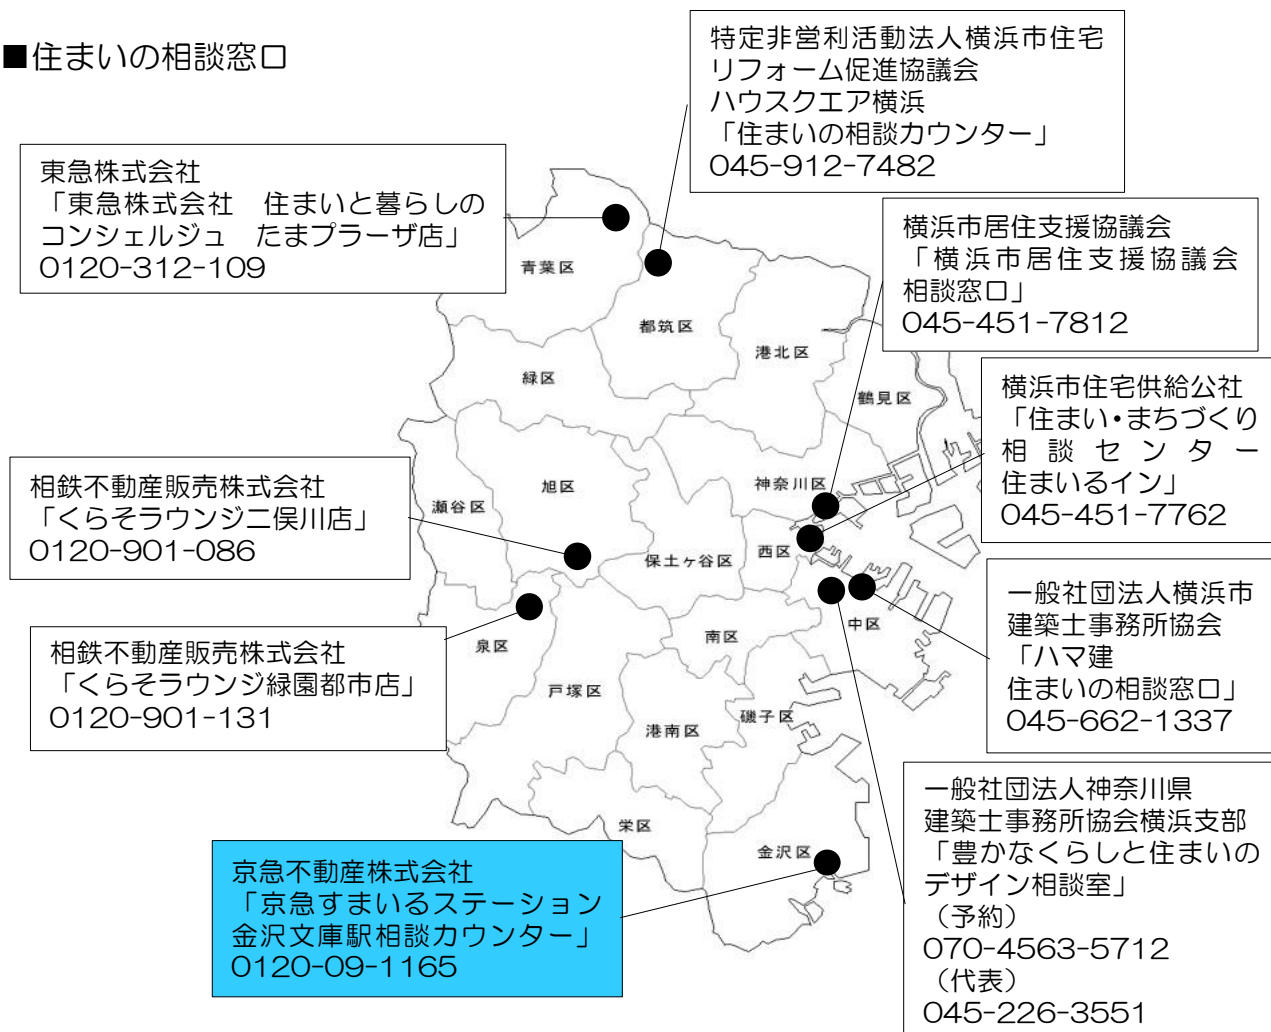 ■住まいの相談窓口
特定非営利活動法人横浜市住宅
リフォーム促進協議会
ハウスクエア横浜
「住まいの相談カウンター」
045-912-7482
東急株式会社
「東急株式会社　住まいと暮らしの
コンシェルジュ　たまプラーザ店」
0120-312-109
横浜市居住支援協議会
「横浜市居住支援協議会
相談窓口」
045-451-7812
横浜市住宅供給公社
「住まい・まちづくり
相談センター
住まいるイン」
045-451-7762
相鉄不動産販売株式会社
「くらそラウンジ二俣川店」
0120-901-086
一般社団法人横浜市
建築士事務所協会
「ハマ建
住まいの相談窓口」
045-662-1337
相鉄不動産販売株式会社
「くらそラウンジ緑園都市店」
0120-901-131
一般社団法人神奈川県
建築士事務所協会横浜支部
「豊かなくらしと住まいの
デザイン相談室」
（予約）
070-4563-5712
（代表）
045-226-3551
京急不動産株式会社
「京急すまいるステーション
金沢文庫駅相談カウンター」
0120-09-1165
青葉区
都筑区
港北区
緑区
鶴見区
神奈川区
旭区
瀬谷区
西区
保土ヶ谷区
中区
南区
泉区
戸塚区
磯子区
港南区
栄区
金沢区